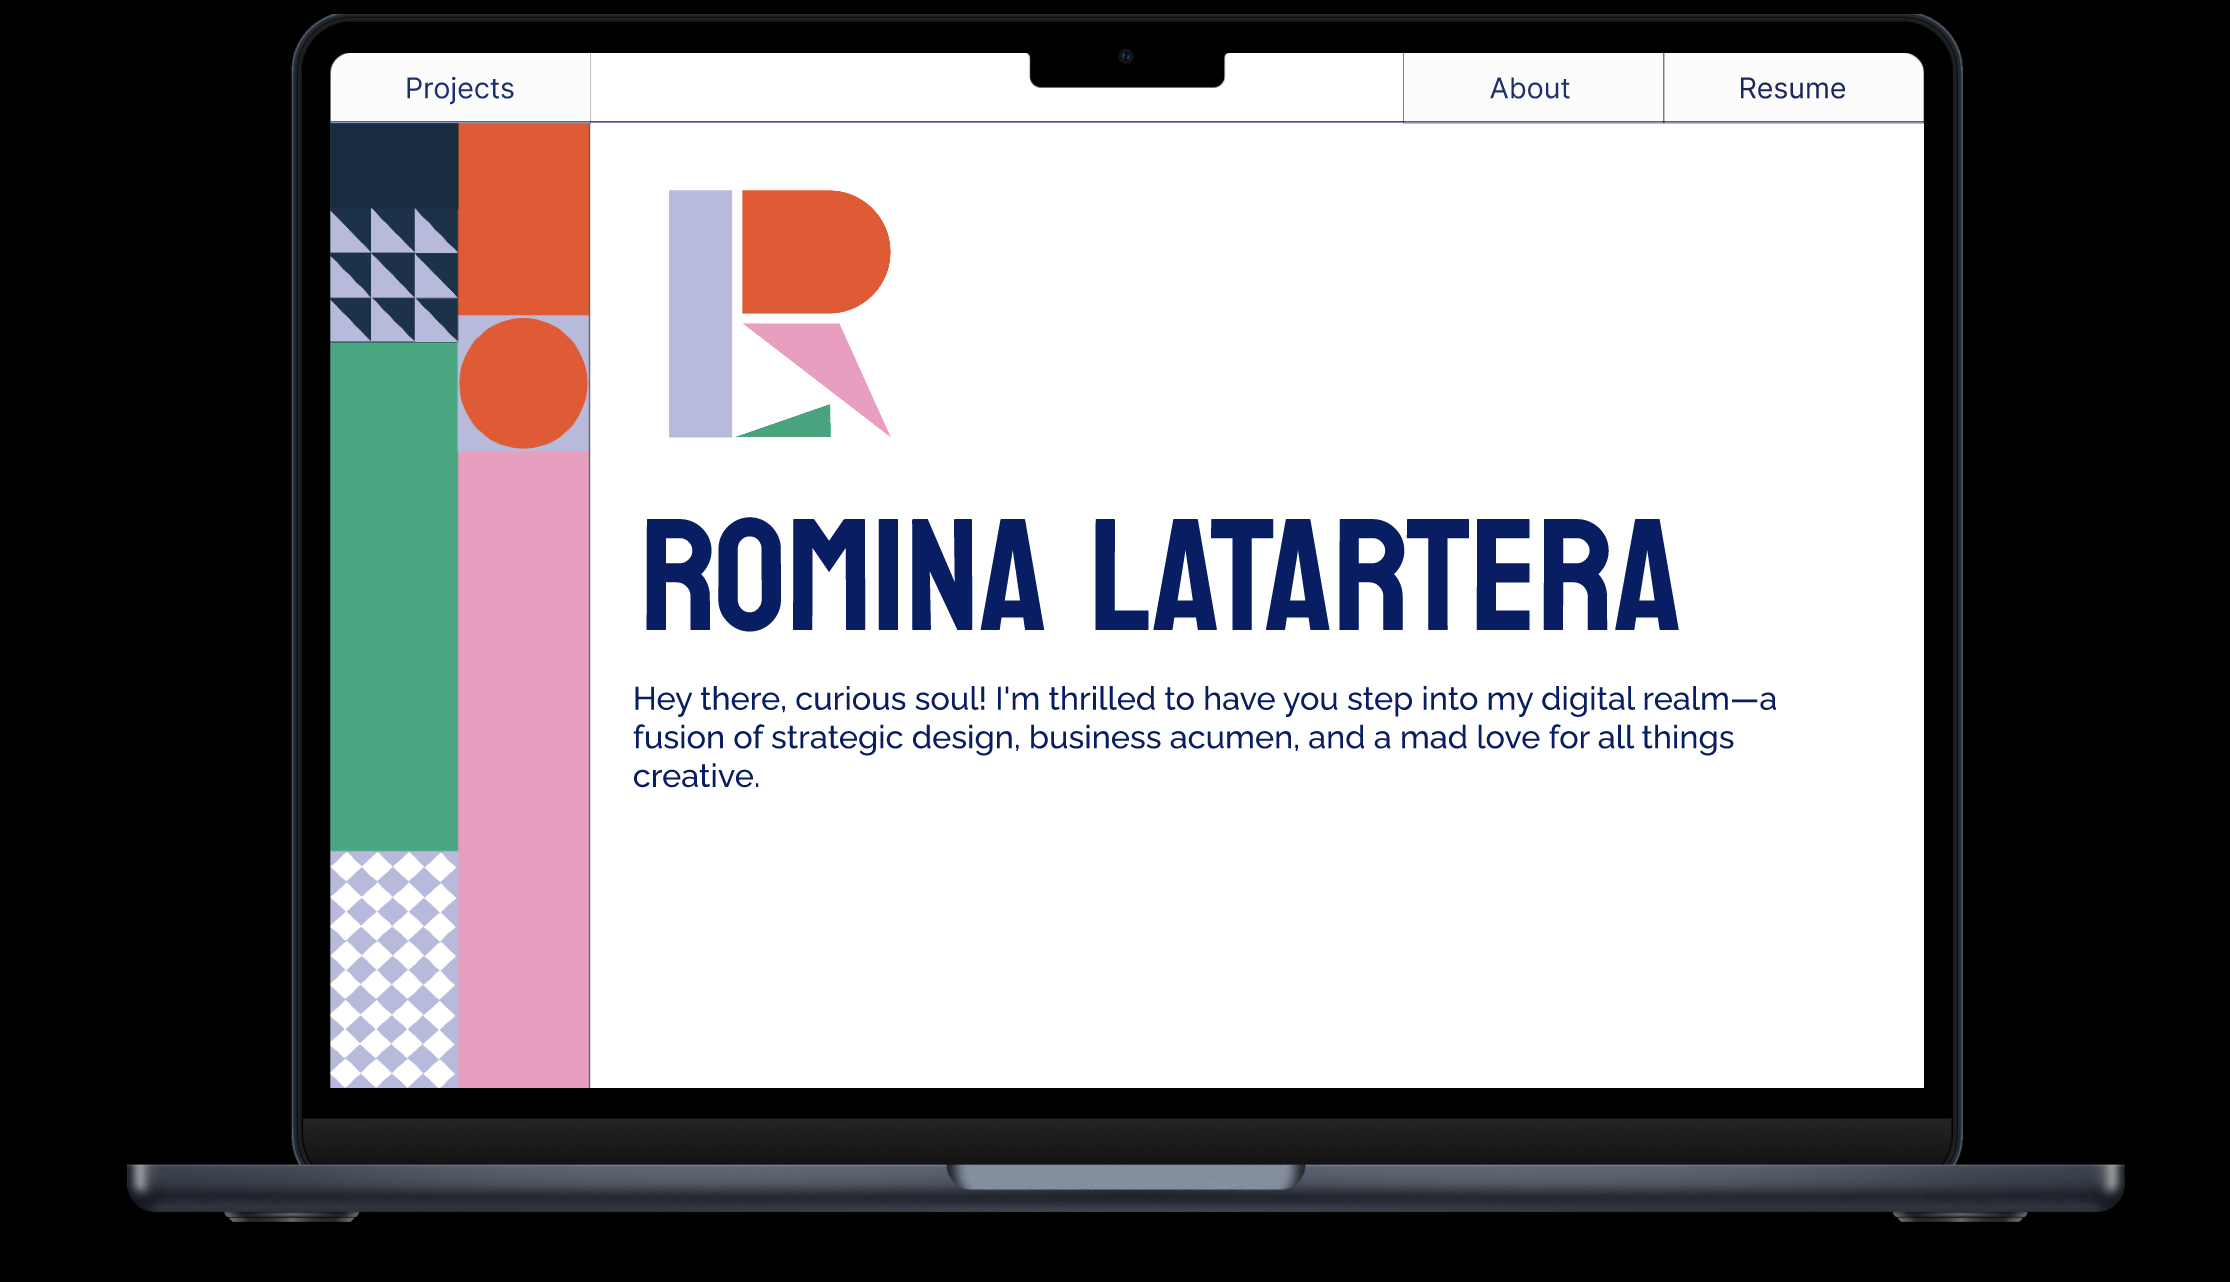 Projects
About
Resume
R
ROMINA LATARTERA
Hey there, curious soul! I'm thrilled to have you step into my digital realm—a
fusion of strategic design, business acumen, and a mad love for all things
creative.